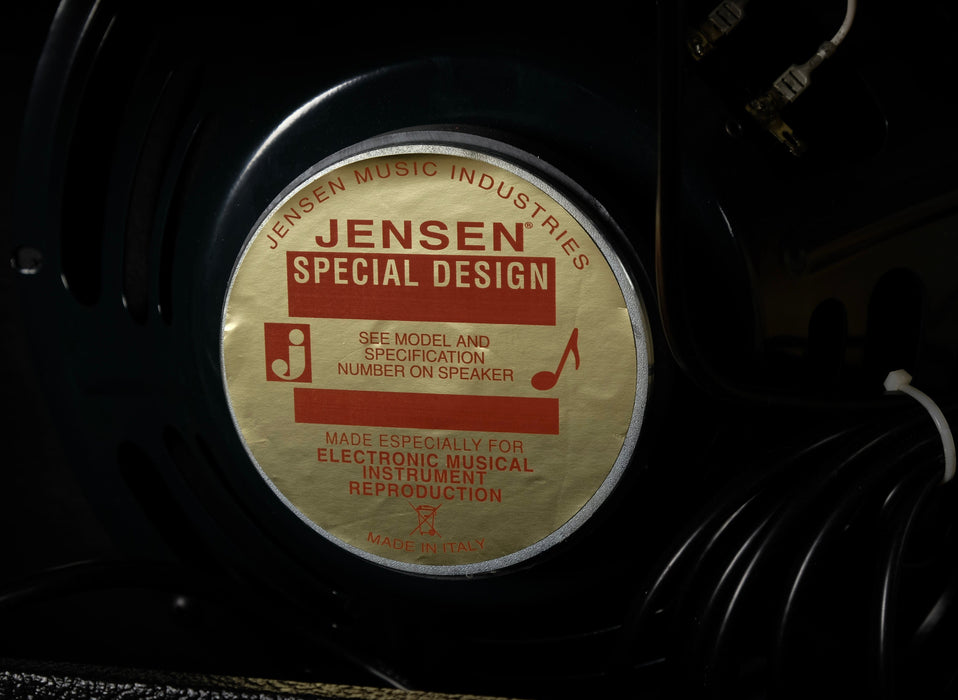 JENSEN MUSIC INDUSTRIES
JENSEN®
SPECIAL DESIGN
j
SEE MODEL AND
SPECIFICATION
NUMBER ON SPEAKER
MADE ESPECIALLY FOR
ELECTRONIC MUSICAL
INSTRUMENT
REPRODUCTION
MADE IN ITALY